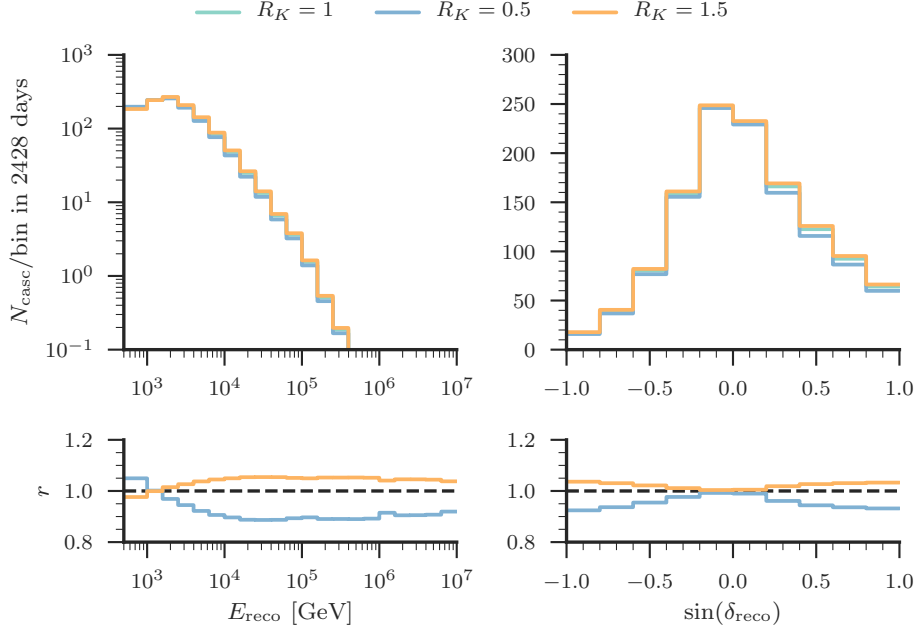 R_K = 1 R_K = 0.5 R_K = 1.5
N_casc/bin in 2428 days
10^3
10^2
10^1
10^0
10^−1
10^3 10^4 10^5 10^6 10^7
300
250
200
150
100
50
0
−1.0 −0.5 0.0 0.5 1.0
r
1.2
1.0
0.8
10^3 10^4 10^5 10^6 10^7
E_reco [GeV]
1.2
1.0
0.8
−1.0 −0.5 0.0 0.5 1.0
sin(δ_reco)